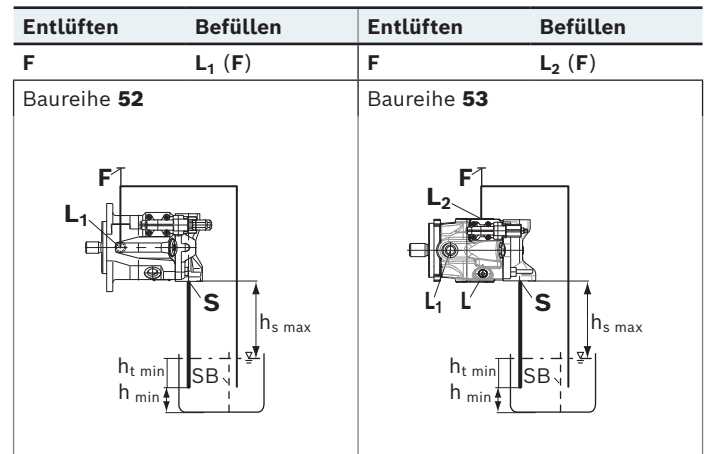 Entlüften Befüllen Entlüften Befüllen
F L₁ (F) F L₂ (F)
Baureihe 52 Baureihe 53
F F
L₁ L₂
L₁ L
S S
hₛ ₘₐₓ hₛ ₘₐₓ
hₜ ₘᵢₙ SB hₜ ₘᵢₙ SB
h ₘᵢₙ h ₘᵢₙ